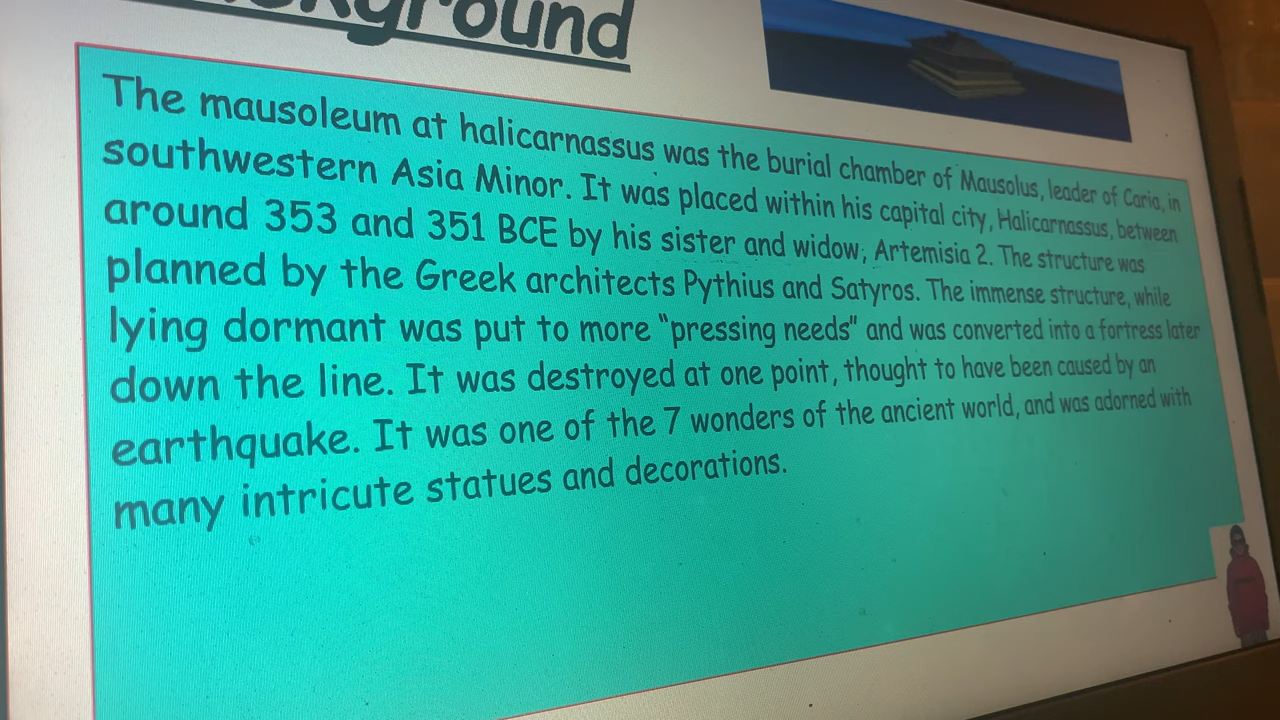 The mausoleum at halicarnassus was the burial chamber of Mausolus, leader of Caria, in
southwestern Asia Minor. It was placed within his capital city, Halicarnassus, between
around 353 and 351 BCE by his sister and widow, Artemisia 2. The structure was
planned by the Greek architects Pythius and Satyros. The immense structure, while
lying dormant was put to more "pressing needs" and was converted into a fortress later
down the line. It was destroyed at one point, thought to have been caused by an
earthquake. It was one of the 7 wonders of the ancient world, and was adorned with
many intricute statues and decorations.